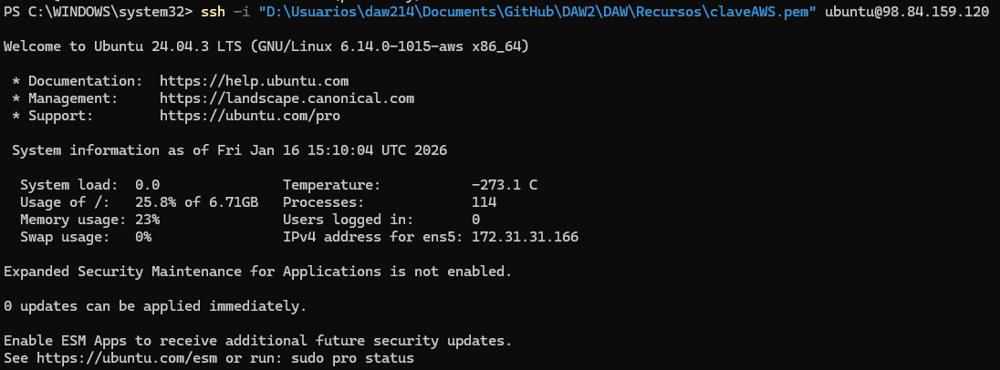 PS C:\WINDOWS\system32> ssh -i "D:\Usuarios\daw214\Documents\GitHub\DAW2\DAW\Recursos\claveAWS.pem" ubuntu@98.84.159.120
Welcome to Ubuntu 24.04.3 LTS (GNU/Linux 6.14.0-1015-aws x86_64)
* Documentation:  https://help.ubuntu.com
* Management:     https://landscape.canonical.com
* Support:        https://ubuntu.com/pro
System information as of Fri Jan 16 15:10:04 UTC 2026
System load:  0.0               Temperature:           -273.1 C
Usage of /:   25.8% of 6.71GB   Processes:             114
Memory usage: 23%               Users logged in:       0
Swap usage:   0%                IPv4 address for ens5: 172.31.31.166
Expanded Security Maintenance for Applications is not enabled.
0 updates can be applied immediately.
Enable ESM Apps to receive additional future security updates.
See https://ubuntu.com/esm or run: sudo pro status